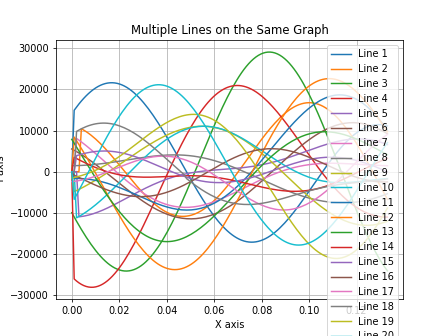 Multiple Lines on the Same Graph
30000
20000
10000
0
−10000
−20000
−30000
0.00
0.02
0.04
0.06
0.08
0.10
X axis
Line 1
Line 2
Line 3
Line 4
Line 5
Line 6
Line 7
Line 8
Line 9
Line 10
Line 11
Line 12
Line 13
Line 14
Line 15
Line 16
Line 17
Line 18
Line 19
Line 20